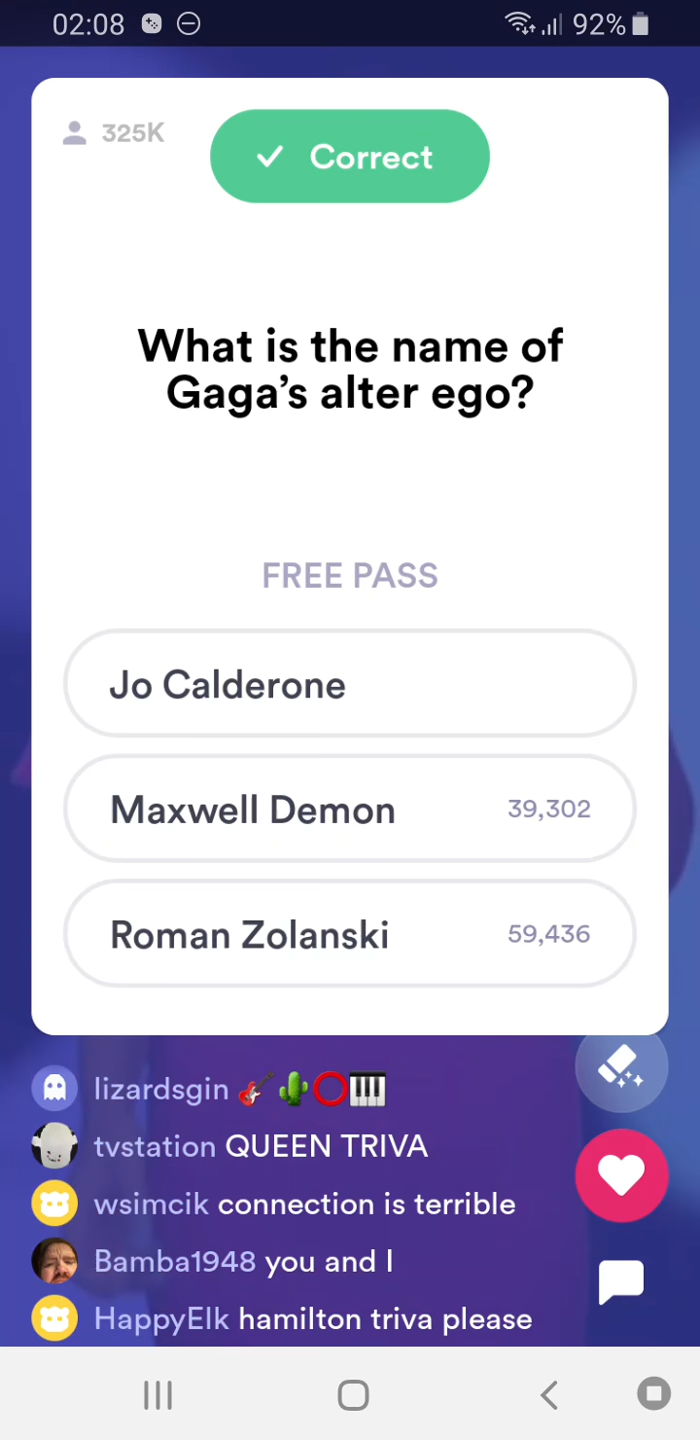 02:08 92%
325K
Correct
What is the name of
Gaga's alter ego?
FREE PASS
Jo Calderone
Maxwell Demon 39,302
Roman Zolanski 59,436
lizardsgin 🎸🌵⭕🎹
tvstation QUEEN TRIVA
wsimcik connection is terrible
Bamba1948 you and I
HappyElk hamilton triva please